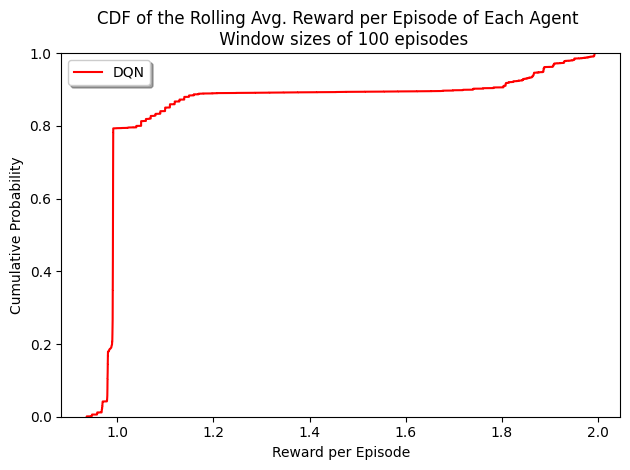 CDF of the Rolling Avg. Reward per Episode of Each Agent
Window sizes of 100 episodes
DQN
Cumulative Probability
1.0
0.8
0.6
0.4
0.2
0.0
1.0 1.2 1.4 1.6 1.8 2.0
Reward per Episode